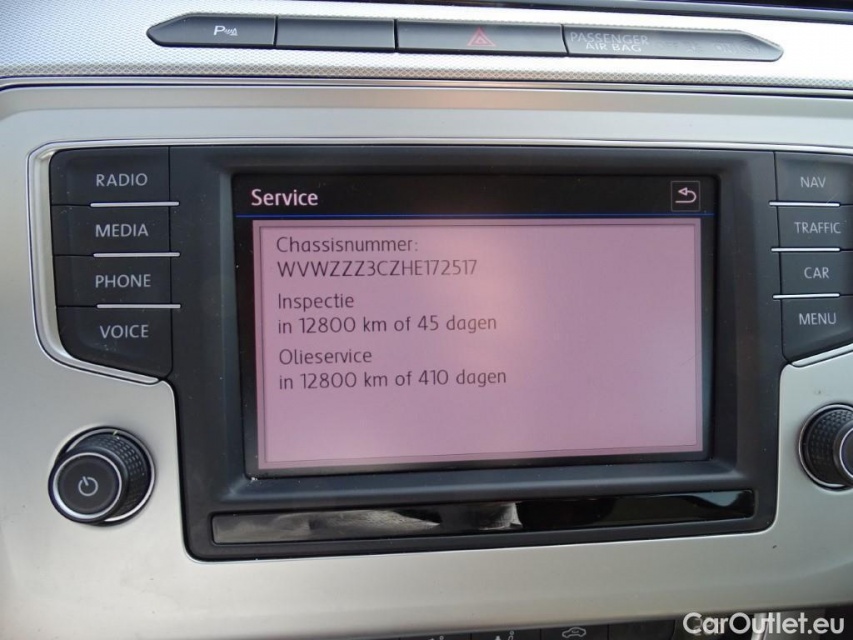 P
PASSENGER
AIR BAG
RADIO
MEDIA
PHONE
VOICE
Service
Chassisnummer:
WVWZZZ3CZHE172517
Inspectie
in 12800 km of 45 dagen
Olieservice
in 12800 km of 410 dagen
NAV
TRAFFIC
CAR
MENU
CarOutlet.eu